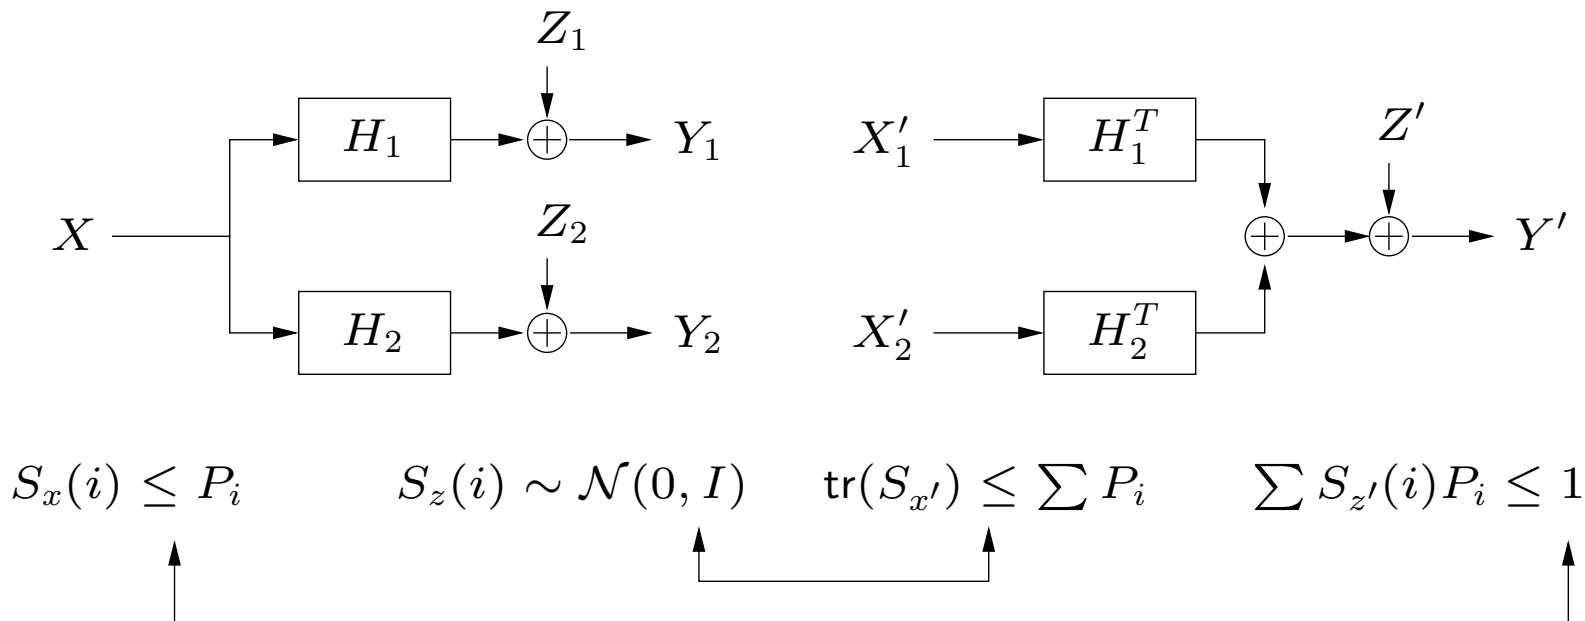 Z_1
H_1
Y_1
X
Z_2
H_2
Y_2
X'_1
H_1^T
Z'
Y'
X'_2
H_2^T
S_x(i) ≤ P_i
S_z(i) ∼ 𝒩(0, I)
tr(S_{x'}) ≤ ∑ P_i
∑ S_{z'}(i)P_i ≤ 1